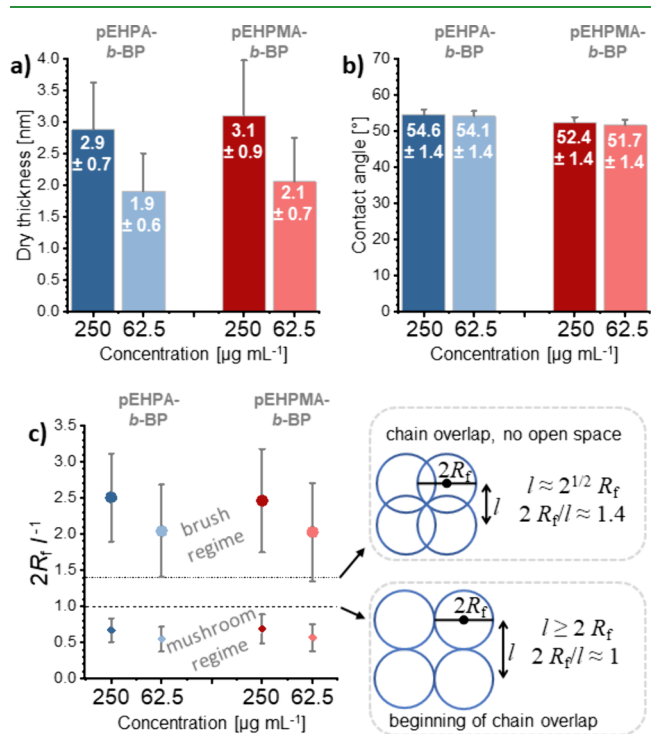 a)
pEHPA-
b-BP
pEHPMA-
b-BP
Dry thickness [nm]
4.0
3.5
3.0
2.5
2.0
1.5
1.0
0.5
0.0
2.9
± 0.7
1.9
± 0.6
3.1
± 0.9
2.1
± 0.7
250 62.5 250 62.5
Concentration [µg mL⁻¹]
b)
pEHPA-
b-BP
pEHPMA-
b-BP
Contact angle [°]
70
60
50
40
30
20
10
0
54.6
± 1.4
54.1
± 1.4
52.4
± 1.4
51.7
± 1.4
250 62.5 250 62.5
Concentration [µg mL⁻¹]
c)
pEHPA-
b-BP
pEHPMA-
b-BP
2Rf l⁻¹
3.5
3.0
2.5
2.0
1.5
1.0
0.5
0.0
brush
regime
mushroom
regime
250 62.5 250 62.5
Concentration [µg mL⁻¹]
chain overlap, no open space
2Rf
l
l ≈ 2^1/2 Rf
2 Rf/l ≈ 1.4
2Rf
l
l ≥ 2 Rf
2 Rf/l ≈ 1
beginning of chain overlap